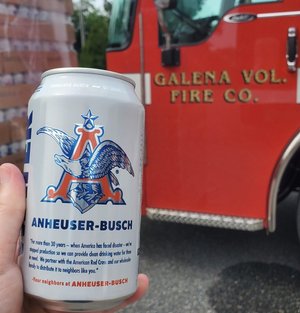 GALENA VOL.
FIRE CO.
ANHEUSER-BUSCH
"For more than 30 years – when America has faced disaster – we've
stopped production so we can provide clean drinking water for those
in need. We partner with the American Red Cross and our wholesaler
family to distribute it to neighbors like you."
-Your neighbors at ANHEUSER-BUSCH